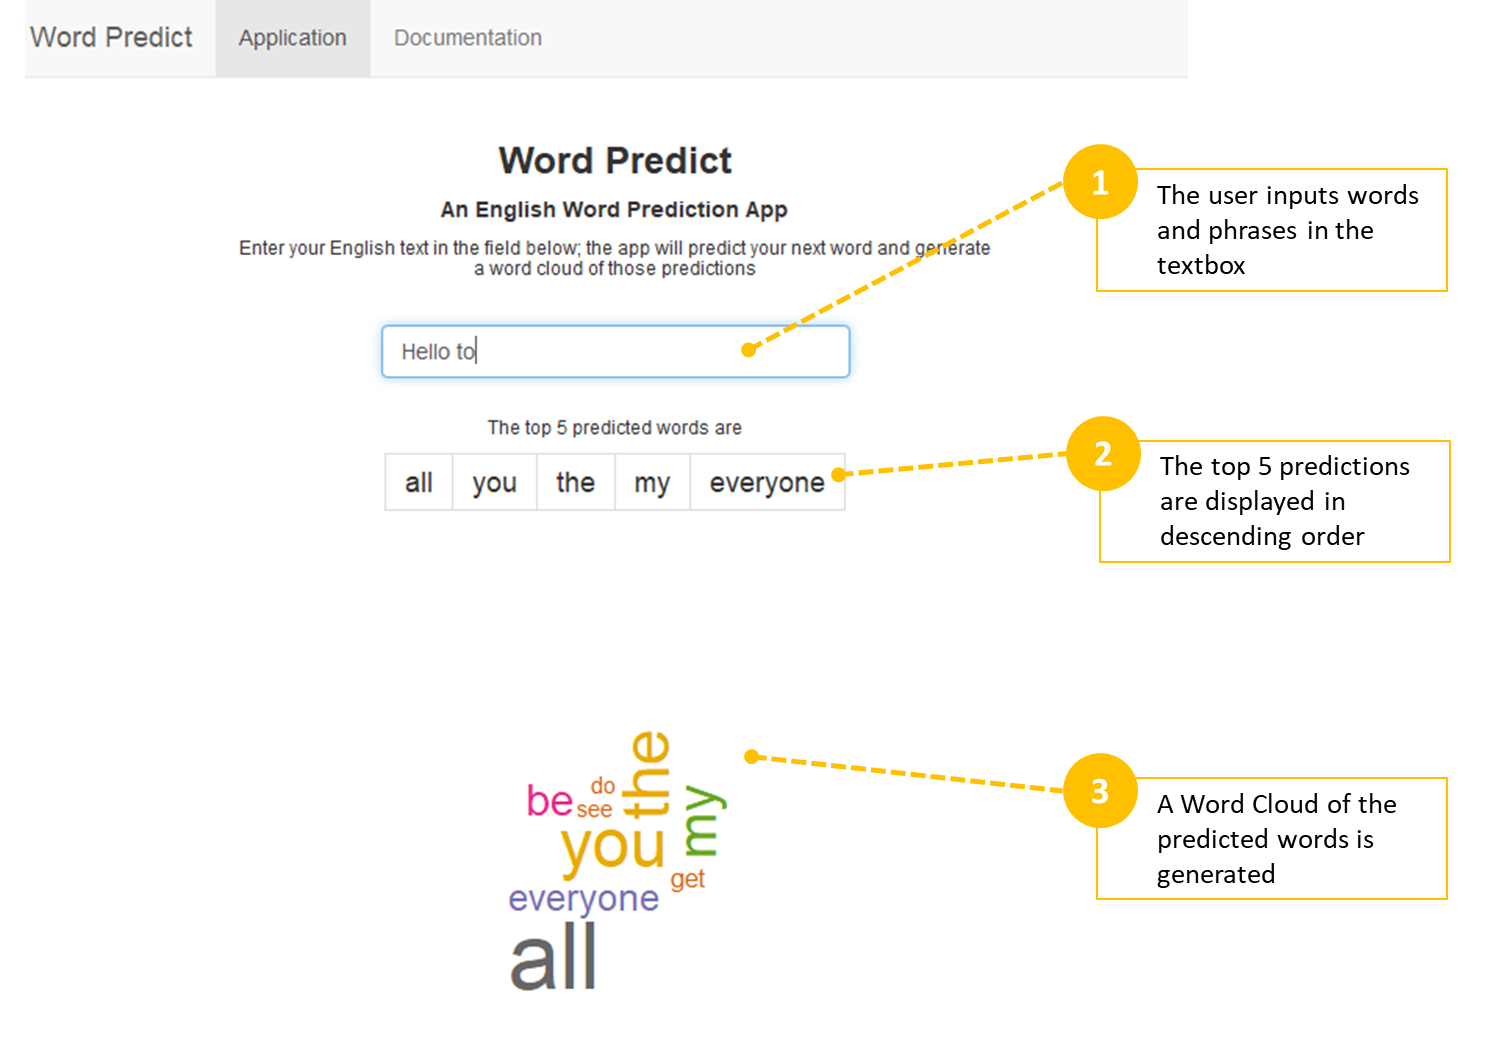 Word Predict Application Documentation
Word Predict
An English Word Prediction App
Enter your English text in the field below; the app will predict your next word and generate
a word cloud of those predictions
Hello to
The top 5 predicted words are
all you the my everyone
1
The user inputs words
and phrases in the
textbox
2
The top 5 predictions
are displayed in
descending order
the
do
be
see
my
you
get
everyone
all
3
A Word Cloud of the
predicted words is
generated